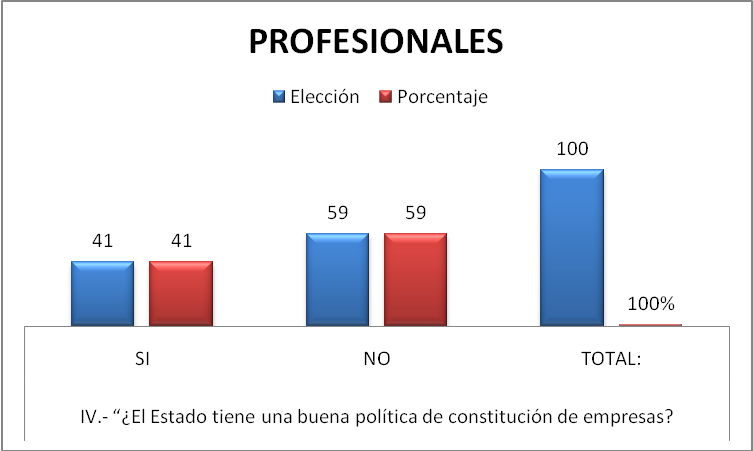 PROFESIONALES
Elección Porcentaje
41 41 59 59 100 100%
SI NO TOTAL:
IV.- “¿El Estado tiene una buena política de constitución de empresas?